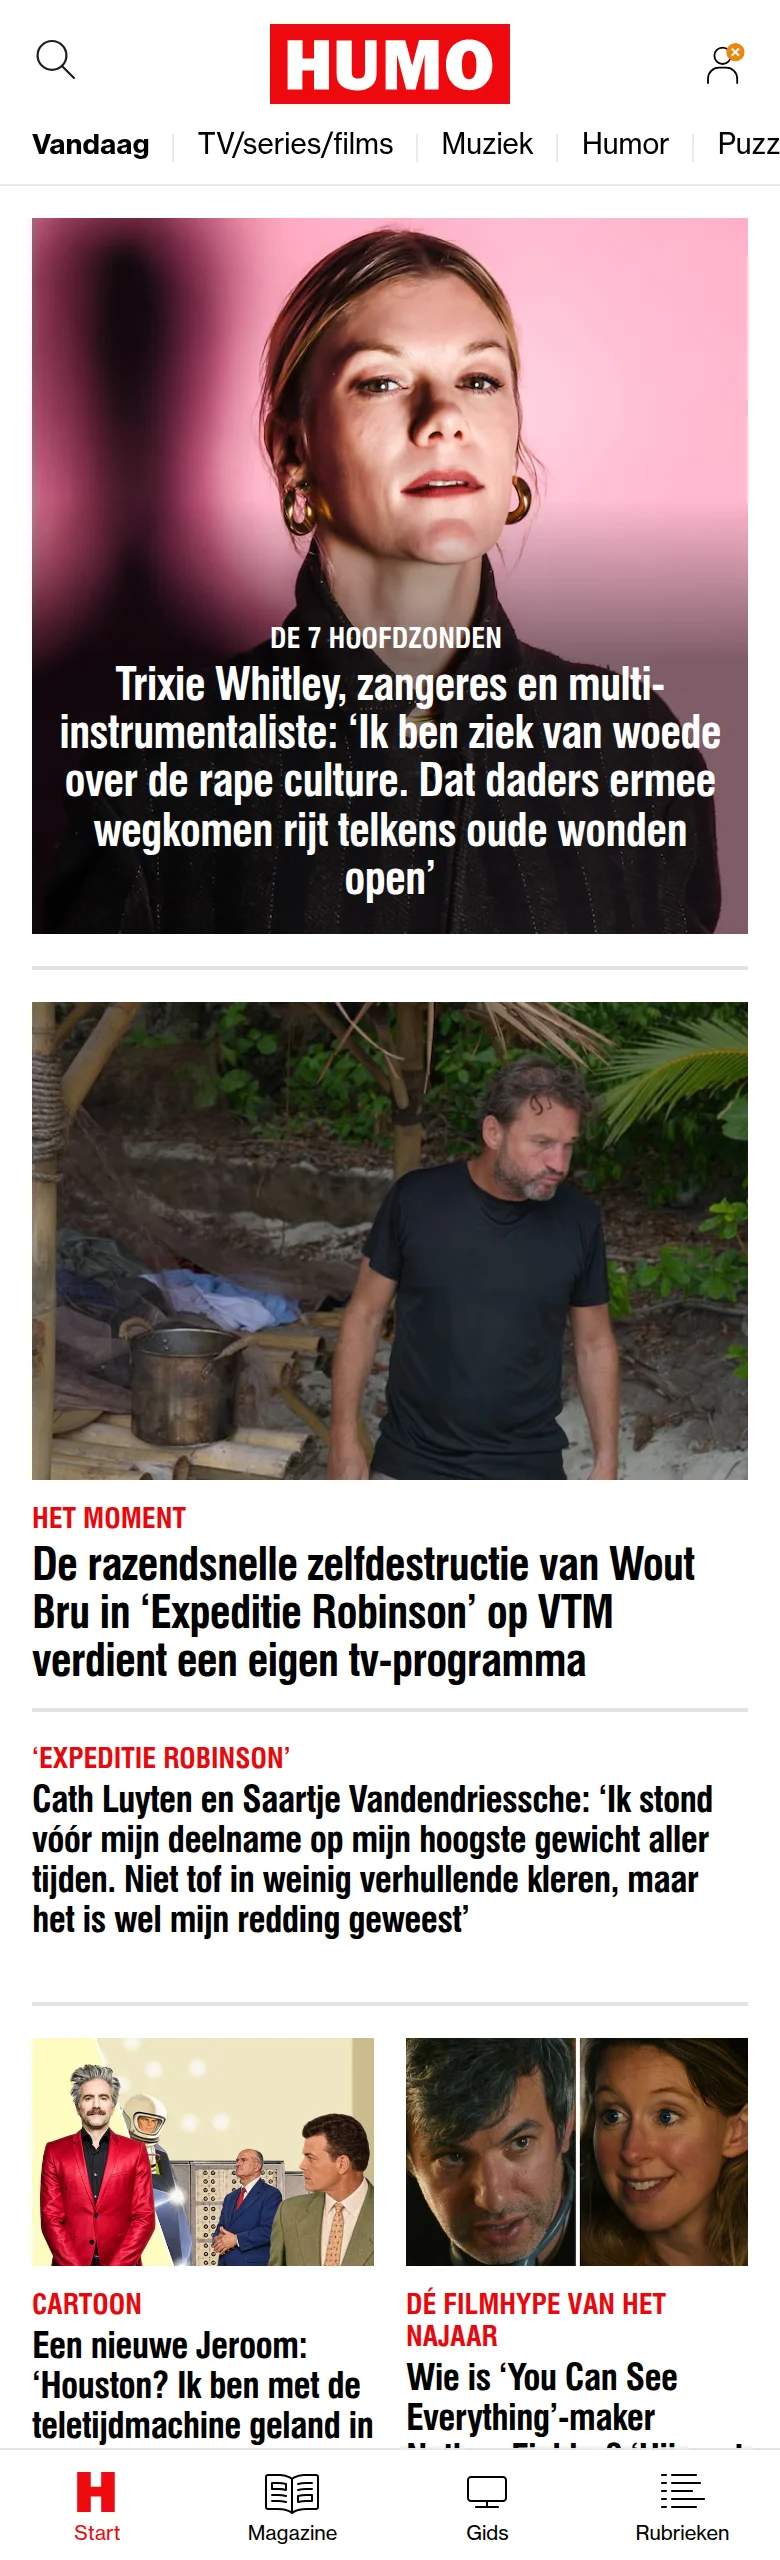 HUMO
Vandaag
TV/series/films
Muziek
Humor
Puzz
DE 7 HOOFDZONDEN
Trixie Whitley, zangeres en multi-
instrumentaliste: ‘Ik ben ziek van woede
over de rape culture. Dat daders ermee
wegkomen rijt telkens oude wonden
open’
HET MOMENT
De razendsnelle zelfdestructie van Wout
Bru in ‘Expeditie Robinson’ op VTM
verdient een eigen tv-programma
‘EXPEDITIE ROBINSON’
Cath Luyten en Saartje Vandendriessche: ‘Ik stond
vóór mijn deelname op mijn hoogste gewicht aller
tijden. Niet tof in weinig verhullende kleren, maar
het is wel mijn redding geweest’
CARTOON
Een nieuwe Jeroom:
‘Houston? Ik ben met de
teletijdmachine geland in
DÉ FILMHYPE VAN HET
NAJAAR
Wie is ‘You Can See
Everything’-maker
H
Start
Magazine
Gids
Rubrieken